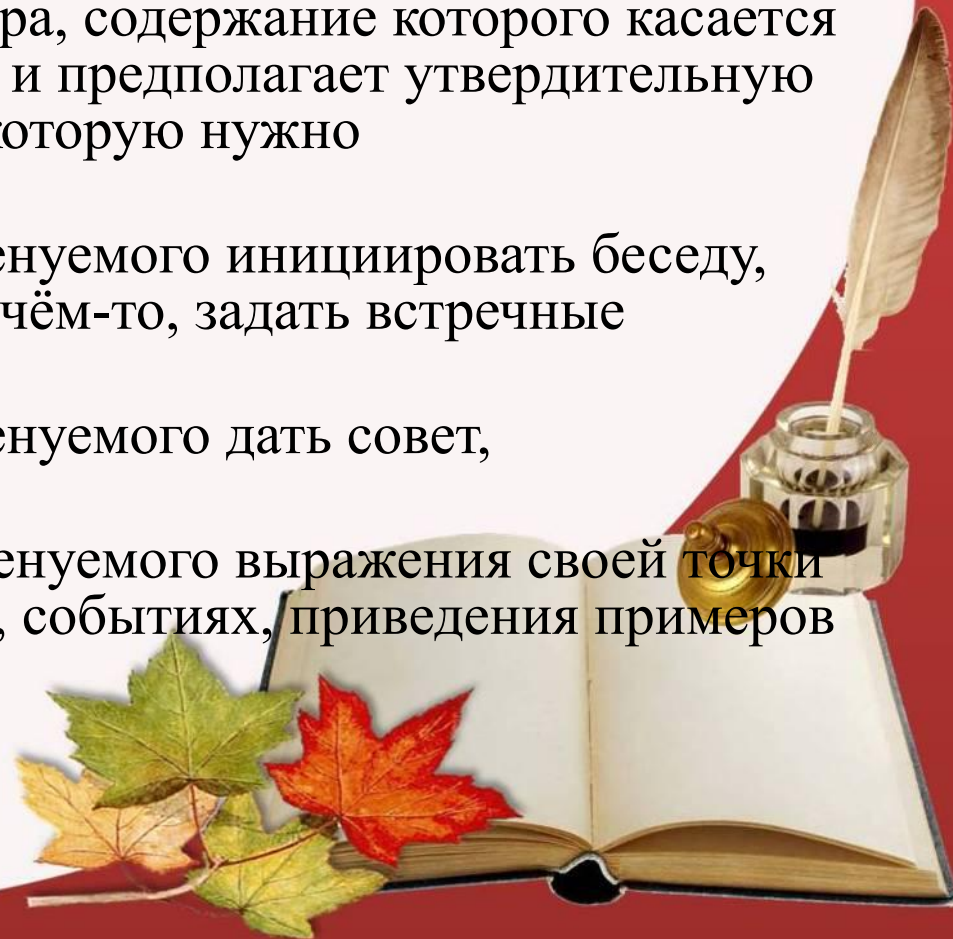 ра, содержание которого касается
и предполагает утвердительную
которую нужно
енуемого инициировать беседу,
чём-то, задать встречные
енуемого дать совет,
енуемого выражения своей точки
, событиях, приведения примеров